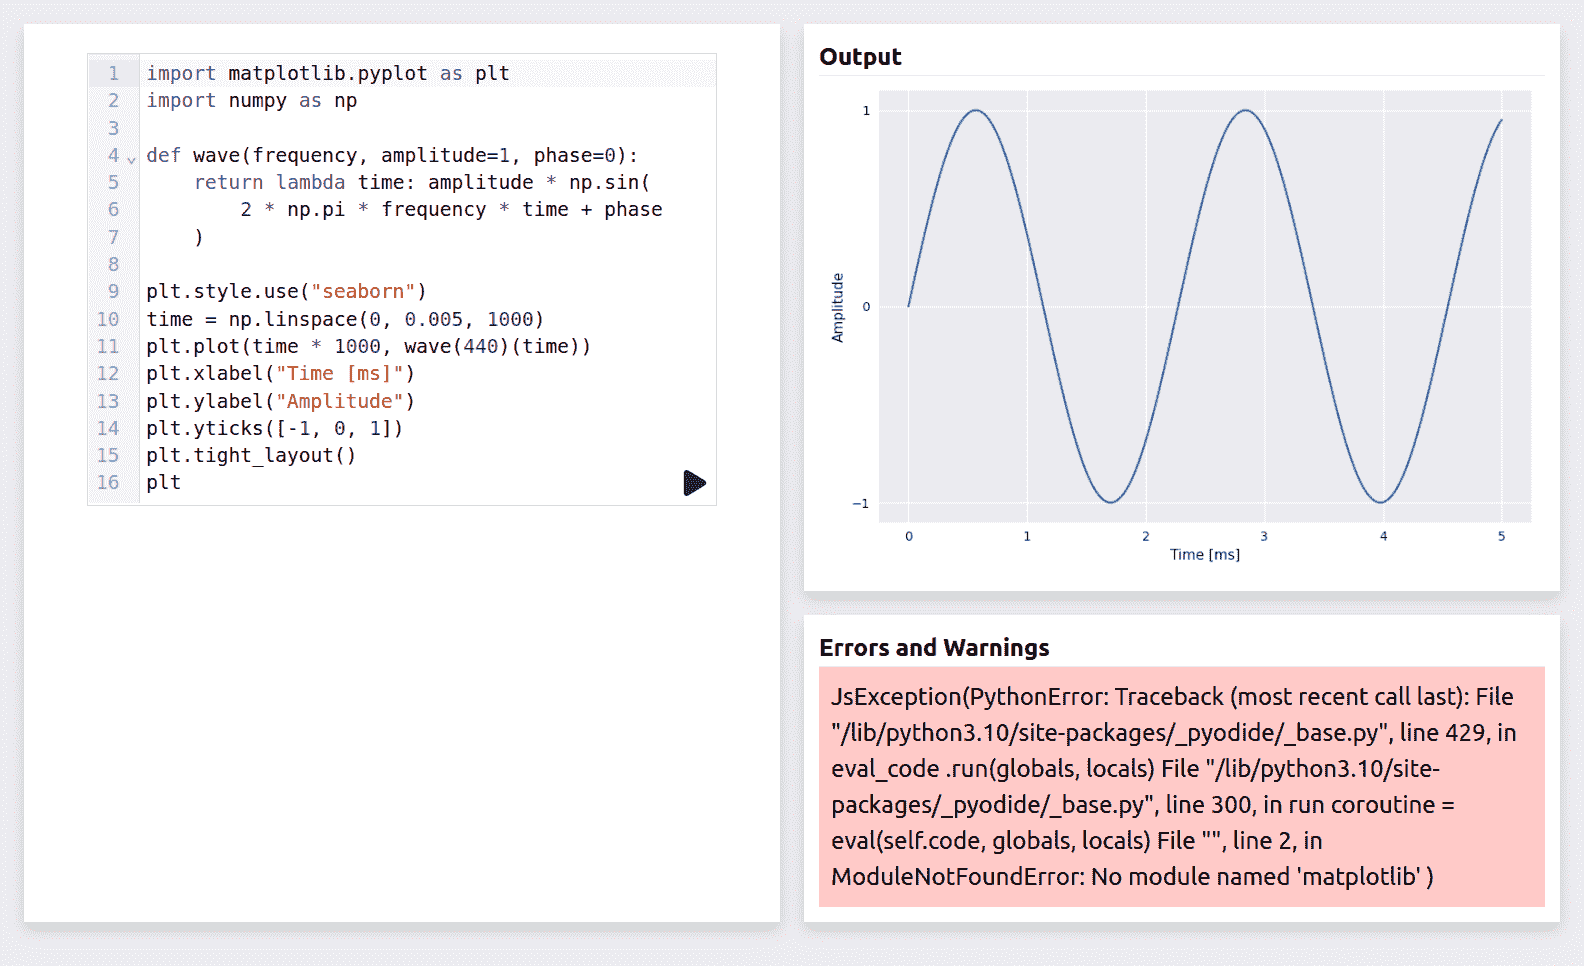 1 import matplotlib.pyplot as plt
2 import numpy as np
3
4 def wave(frequency, amplitude=1, phase=0):
5     return lambda time: amplitude * np.sin(
6         2 * np.pi * frequency * time + phase
7     )
8
9 plt.style.use("seaborn")
10 time = np.linspace(0, 0.005, 1000)
11 plt.plot(time * 1000, wave(440)(time))
12 plt.xlabel("Time [ms]")
13 plt.ylabel("Amplitude")
14 plt.yticks([-1, 0, 1])
15 plt.tight_layout()
16 plt
Output
1
0
−1
Amplitude
0 1 2 3 4 5
Time [ms]
Errors and Warnings
JsException(PythonError: Traceback (most recent call last): File
"/lib/python3.10/site-packages/_pyodide/_base.py", line 429, in
eval_code .run(globals, locals) File "/lib/python3.10/site-
packages/_pyodide/_base.py", line 300, in run coroutine =
eval(self.code, globals, locals) File "", line 2, in
ModuleNotFoundError: No module named 'matplotlib' )